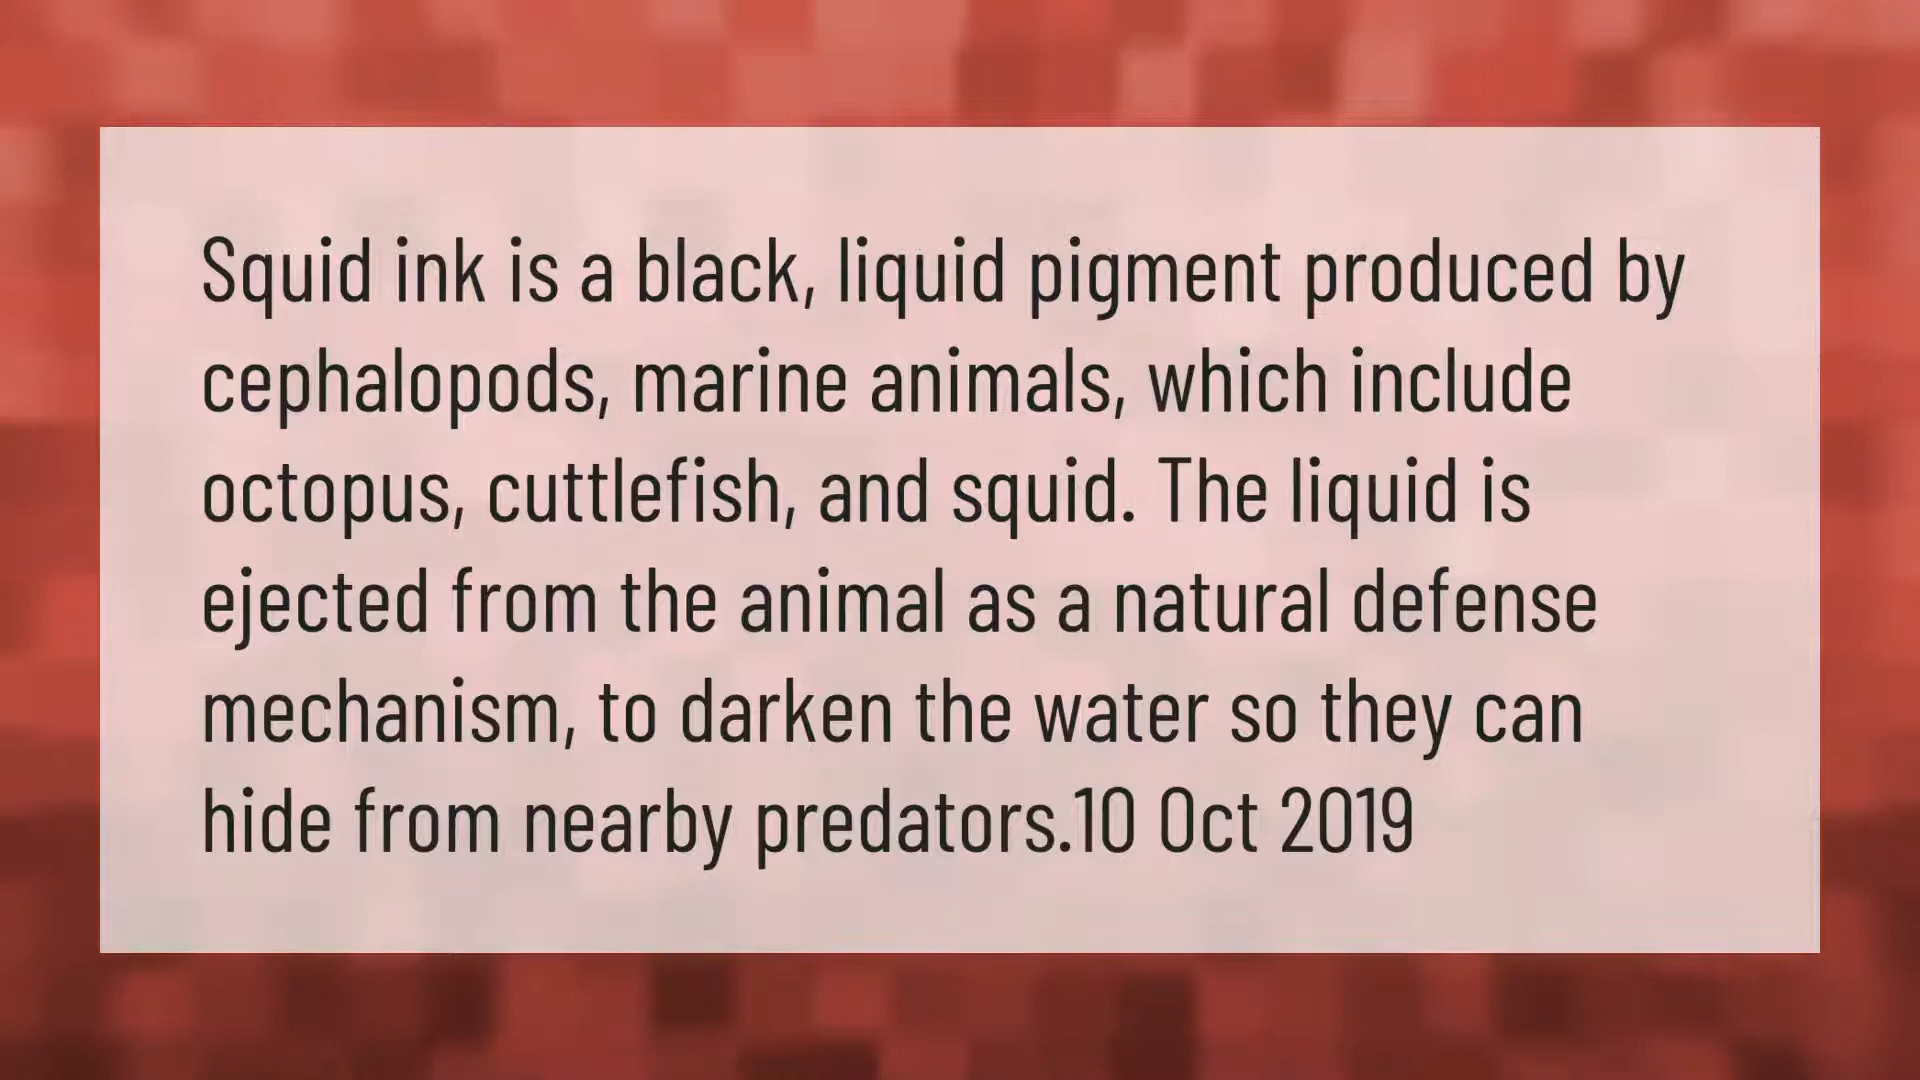 Squid ink is a black, liquid pigment produced by
cephalopods, marine animals, which include
octopus, cuttlefish, and squid. The liquid is
ejected from the animal as a natural defense
mechanism, to darken the water so they can
hide from nearby predators.10 Oct 2019